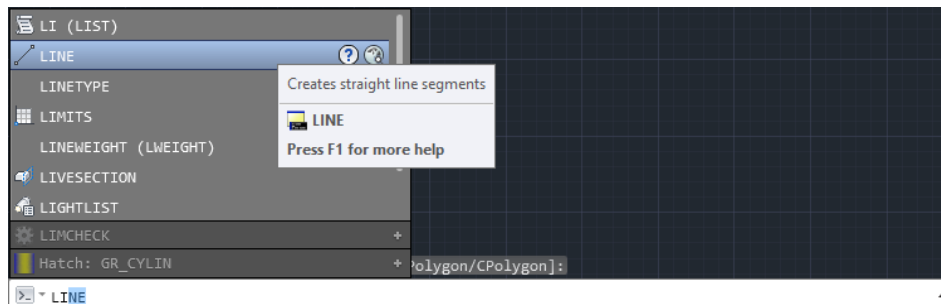 LI (LIST)
LINE
LINETYPE
Creates straight line segments
LIMITS
LINE
LINEWEIGHT (LWEIGHT)
Press F1 for more help
LIVESECTION
LIGHTLIST
LIMCHECK +
Hatch: GR_CYLIN +
Polygon/CPolygon]:
LINE